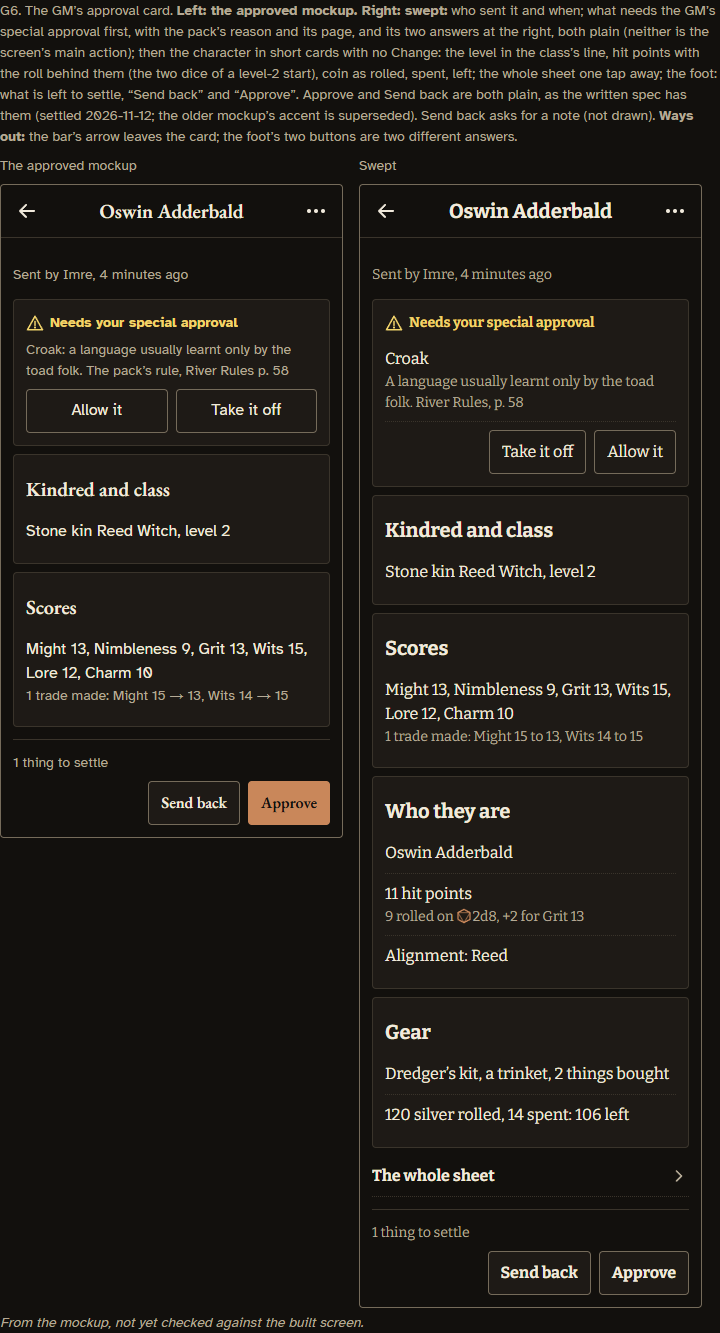 G6. The GM's approval card. Left: the approved mockup. Right: swept: who sent it and when; what needs the GM's
special approval first, with the pack's reason and its page, and its two answers at the right, both plain (neither is the
screen's main action); then the character in short cards with no Change: the level in the class's line, hit points with
the roll behind them (the two dice of a level-2 start), coin as rolled, spent, left; the whole sheet one tap away; the foot:
what is left to settle, “Send back” and “Approve”. Approve and Send back are both plain, as the written spec has
them (settled 2026-11-12; the older mockup's accent is superseded). Send back asks for a note (not drawn). Ways
out: the bar's arrow leaves the card; the foot's two buttons are two different answers.
The approved mockup
Oswin Adderbald
Sent by Imre, 4 minutes ago
Needs your special approval
Croak: a language usually learnt only by the
toad folk. The pack's rule, River Rules p. 58
Allow it
Take it off
Kindred and class
Stone kin Reed Witch, level 2
Scores
Might 13, Nimbleness 9, Grit 13, Wits 15,
Lore 12, Charm 10
1 trade made: Might 15 → 13, Wits 14 → 15
1 thing to settle
Send back
Approve
Swept
Oswin Adderbald
Sent by Imre, 4 minutes ago
Needs your special approval
Croak
A language usually learnt only by the toad
folk. River Rules, p. 58
Take it off
Allow it
Kindred and class
Stone kin Reed Witch, level 2
Scores
Might 13, Nimbleness 9, Grit 13, Wits 15,
Lore 12, Charm 10
1 trade made: Might 15 to 13, Wits 14 to 15
Who they are
Oswin Adderbald
11 hit points
9 rolled on 2d8, +2 for Grit 13
Alignment: Reed
Gear
Dredger's kit, a trinket, 2 things bought
120 silver rolled, 14 spent: 106 left
The whole sheet
1 thing to settle
Send back
Approve
From the mockup, not yet checked against the built screen.